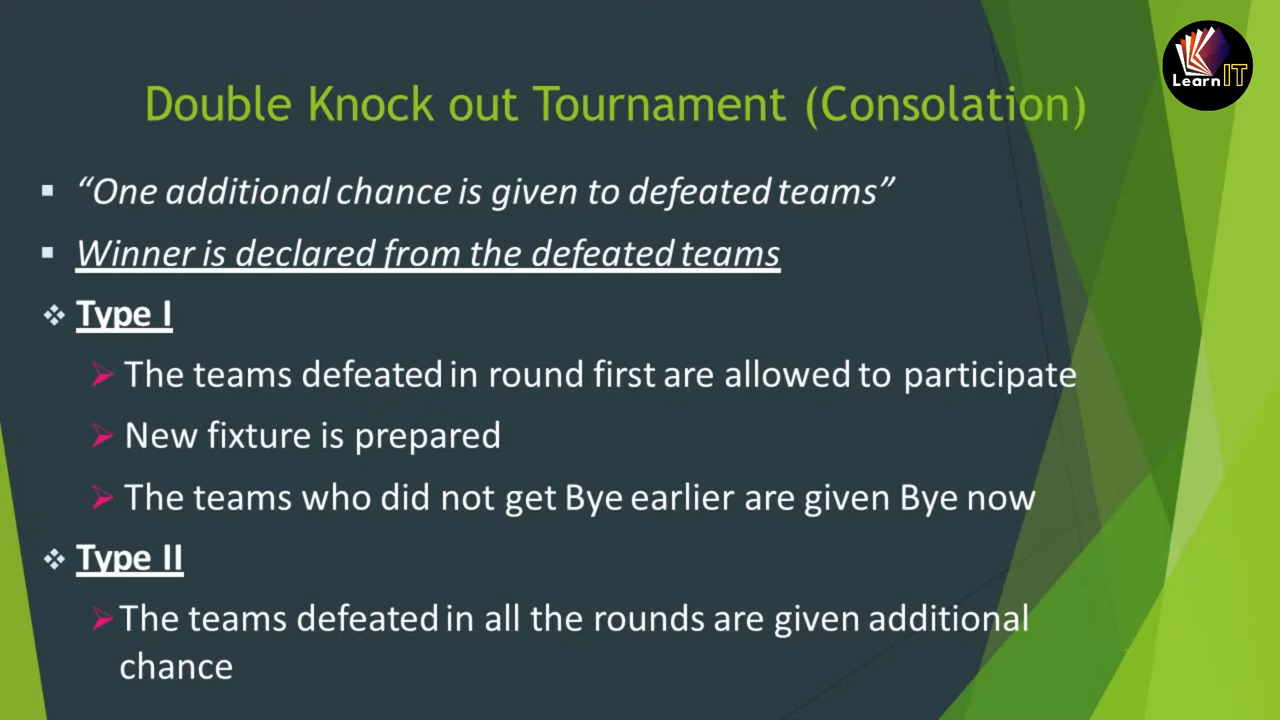 Learn IT
Double Knock out Tournament (Consolation)
“One additional chance is given to defeated teams”
Winner is declared from the defeated teams
Type I
The teams defeated in round first are allowed to participate
New fixture is prepared
The teams who did not get Bye earlier are given Bye now
Type II
The teams defeated in all the rounds are given additional
chance